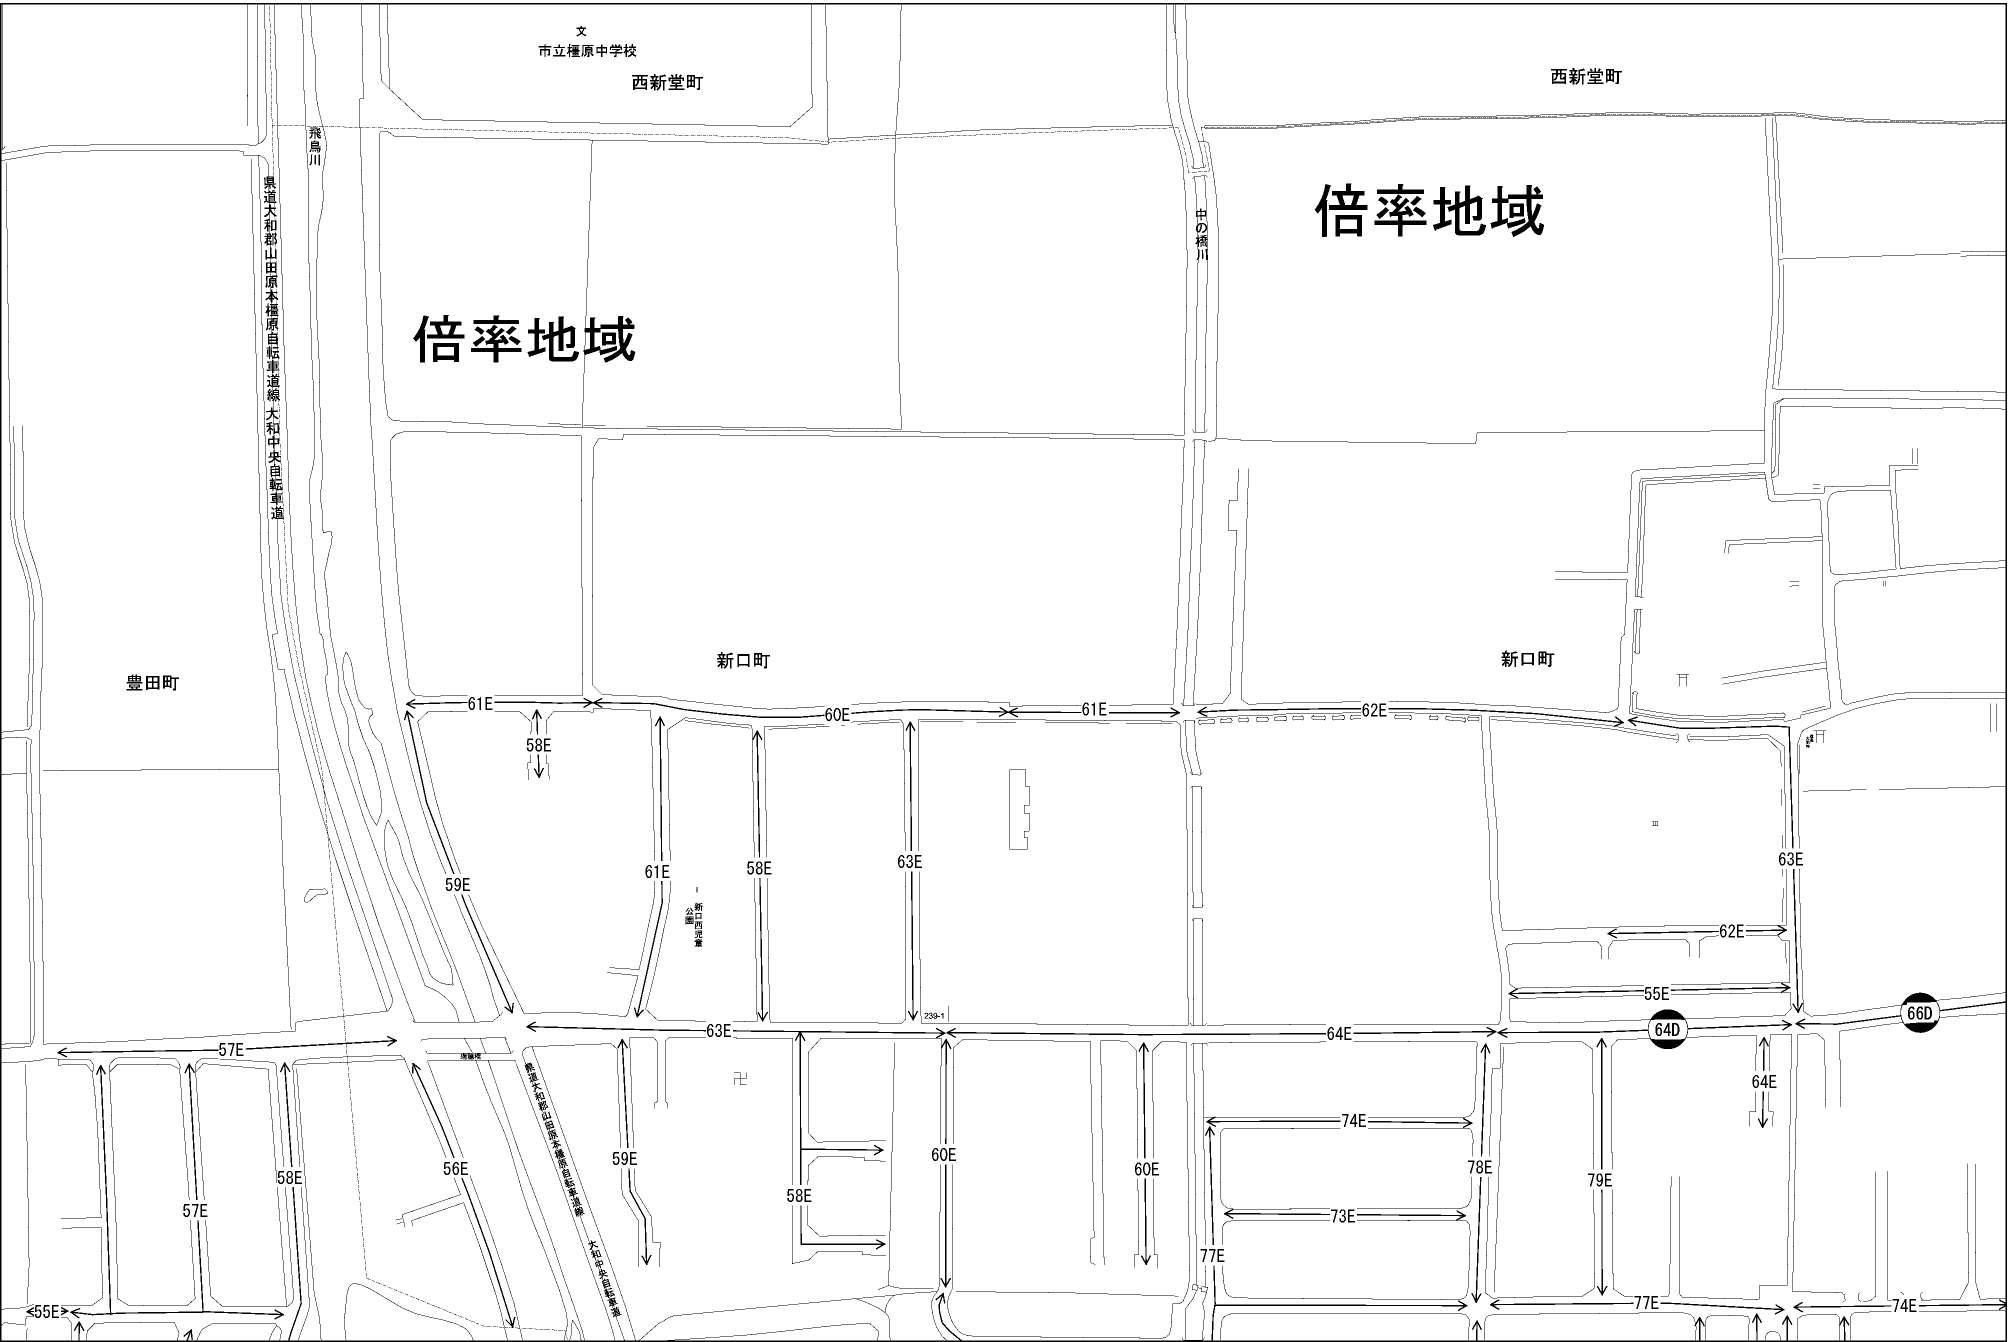 文
市立橿原中学校
西新堂町
西新堂町
飛鳥川
県道大和郡山田原本橿原自転車道線 大和中央自転車道
中の橋川
倍率地域
倍率地域
新口町
新口町
豊田町
61E
60E
61E
62E
58E
63E
59E
61E
58E
63E
新口西児童
公園
62E
55E
239-1
63E
64E
64D
66D
57E
県道大和郡山田原本橿原自転車道線 大和中央自転車道
64E
74E
56E
58E
59E
60E
60E
78E
79E
58E
57E
73E
77E
55E
77E
74E